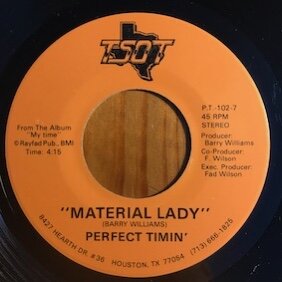 TSOT
P.T. 102-7
45 RPM
STEREO
From The Album
"My time"
© Rayfad Pub., BMI
Time: 4:15
Producer:
Barry Williams
Co-Producer:
F. Wilson
Exec. Producer:
Fad Wilson
"MATERIAL LADY"
(BARRY WILLIAMS)
PERFECT TIMIN'
8427 HEARTH DR. #36 HOUSTON, TX 77054 (713) 666-1825